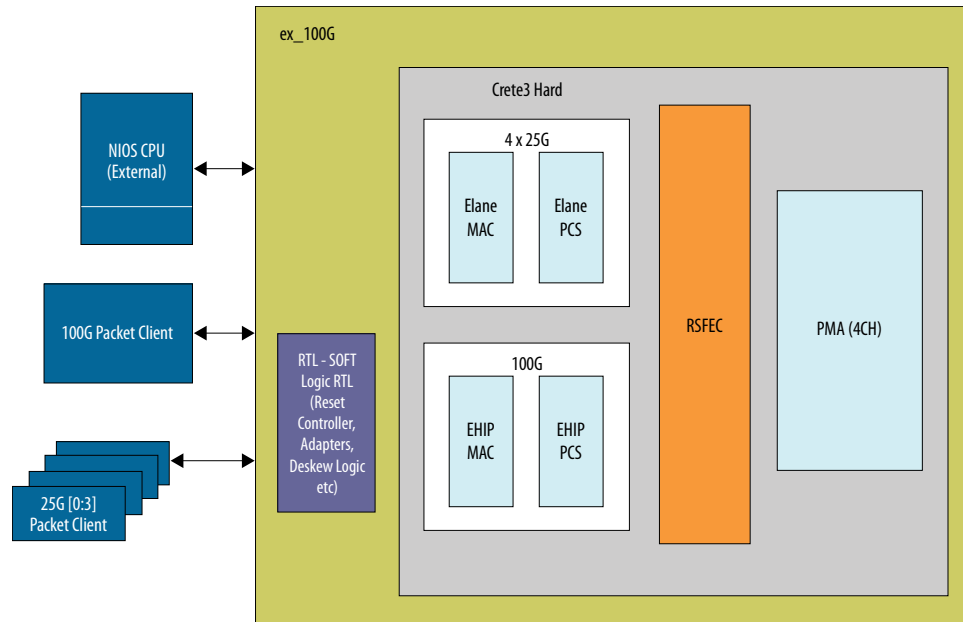 ex_100G
Crete3 Hard
NIOS CPU
(External)
100G Packet Client
25G [0:3]
Packet Client
RTL - SOFT
Logic RTL
(Reset
Controller,
Adapters,
Deskew Logic
etc)
4 x 25G
Elane
MAC
Elane
PCS
100G
EHIP
MAC
EHIP
PCS
RSFEC
PMA (4CH)